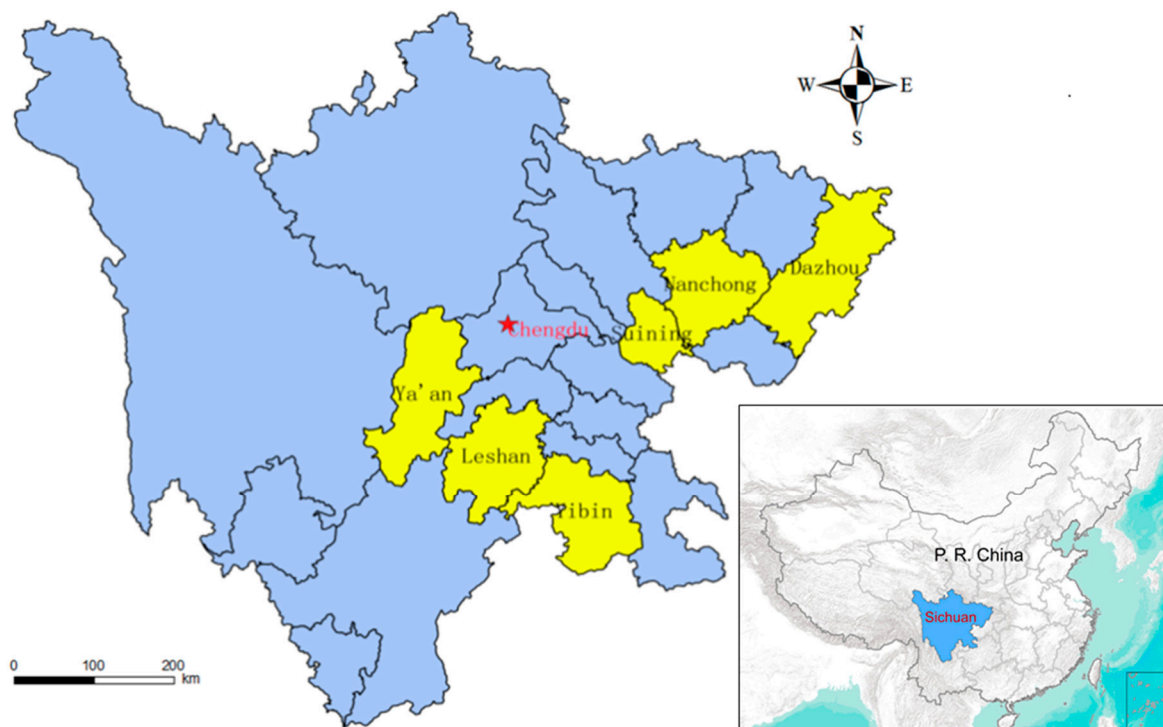 N
W E
S
Dazhou
Nanchong
Chengdu
Suining
Ya'an
Leshan
Yibin
P. R. China
Sichuan
0 100 200
km